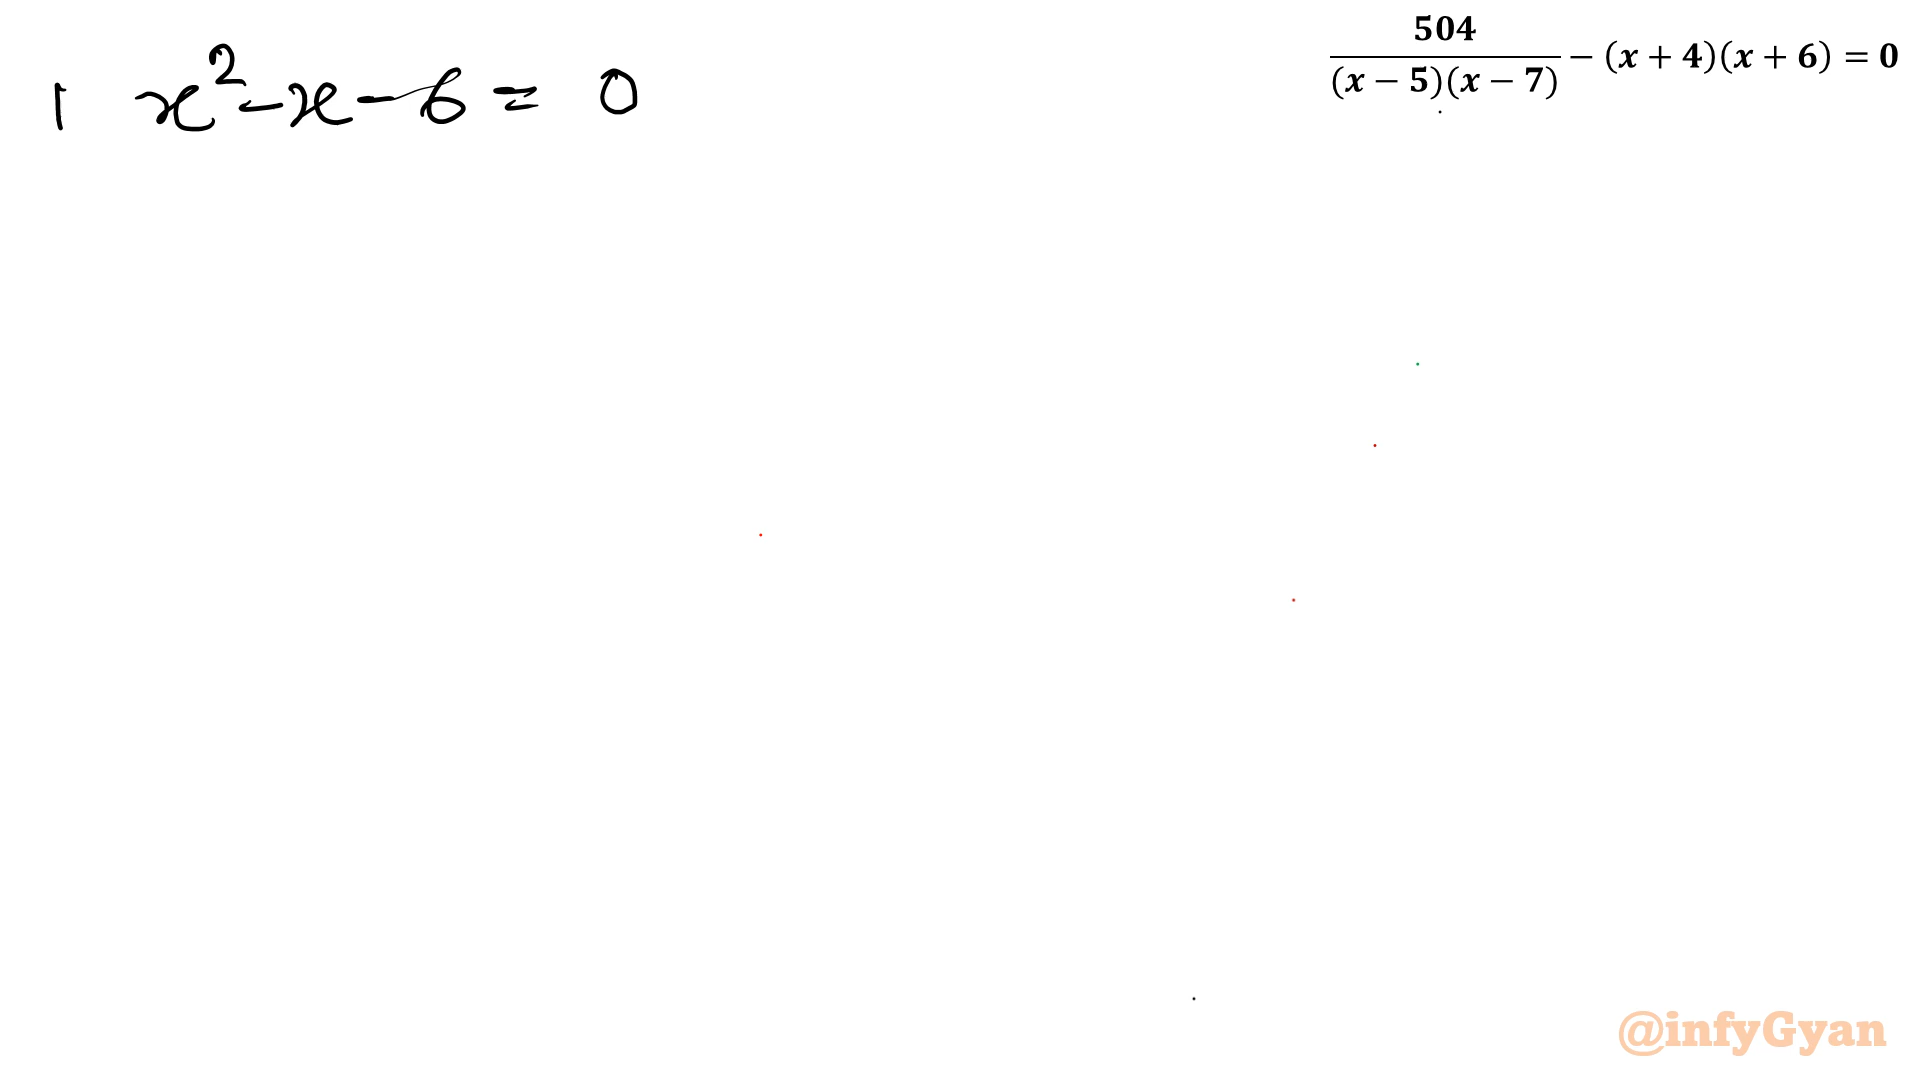 1 x² - x - 6 = 0
504
(x − 5)(x − 7) − (x + 4)(x + 6) = 0
@infyGyan